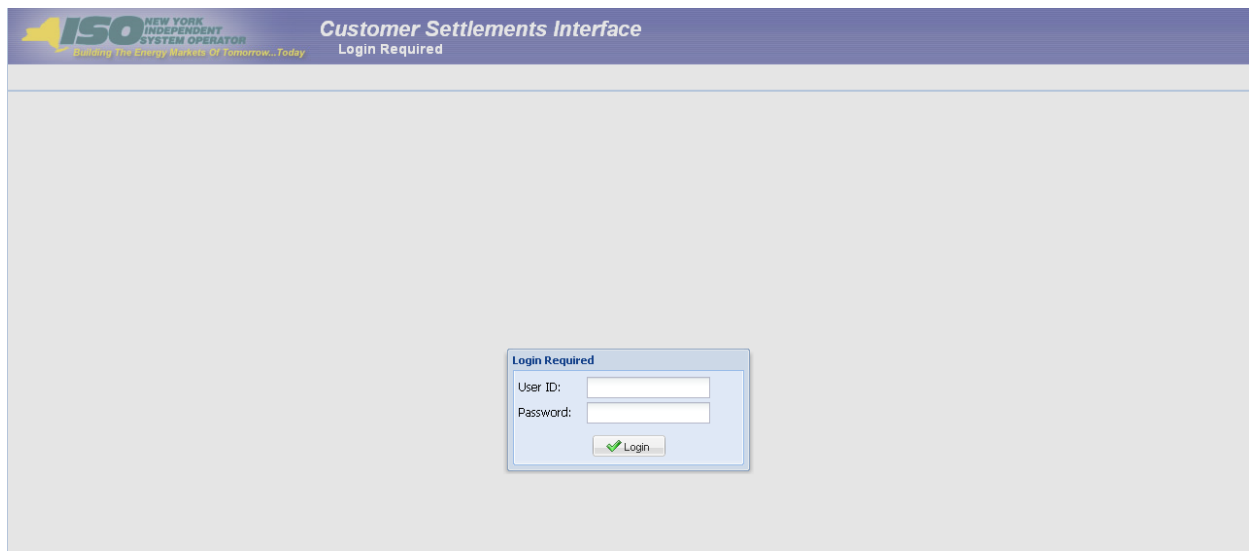 ISO NEW YORK
INDEPENDENT
SYSTEM OPERATOR
Building The Energy Markets Of Tomorrow...Today
Customer Settlements Interface
Login Required
Login Required
User ID:
Password:
Login